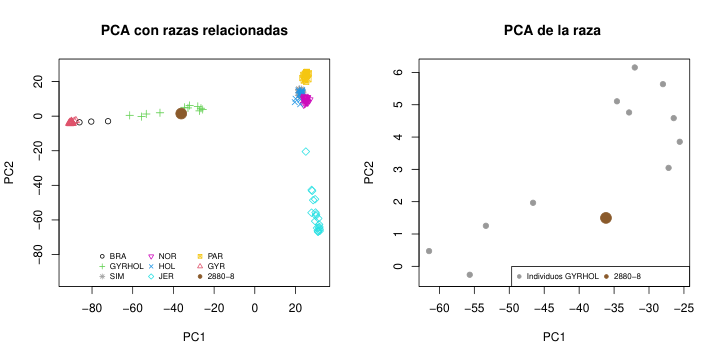 PCA con razas relacionadas
PC2
20
0
−20
−40
−60
−80
BRA
GYRHOL
SIM
NOR
HOL
JER
PAR
GYR
2880−8
−80
−60
−40
−20
0
20
PC1
PCA de la raza
PC2
6
5
4
3
2
1
0
Individuos GYRHOL
2880−8
−60
−55
−50
−45
−40
−35
−30
−25
PC1